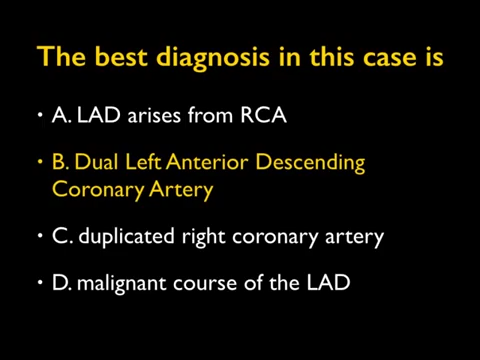 The best diagnosis in this case is
• A. LAD arises from RCA
• B. Dual Left Anterior Descending
Coronary Artery
• C. duplicated right coronary artery
• D. malignant course of the LAD